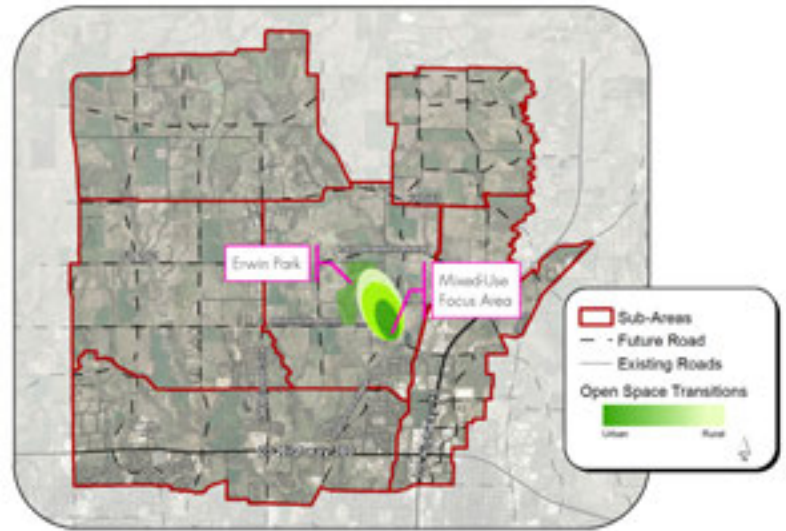 Erwin Park
Mixed-Use
Focus Area
Sub-Areas
Future Road
Existing Roads
Open Space Transitions
Urban
Rural